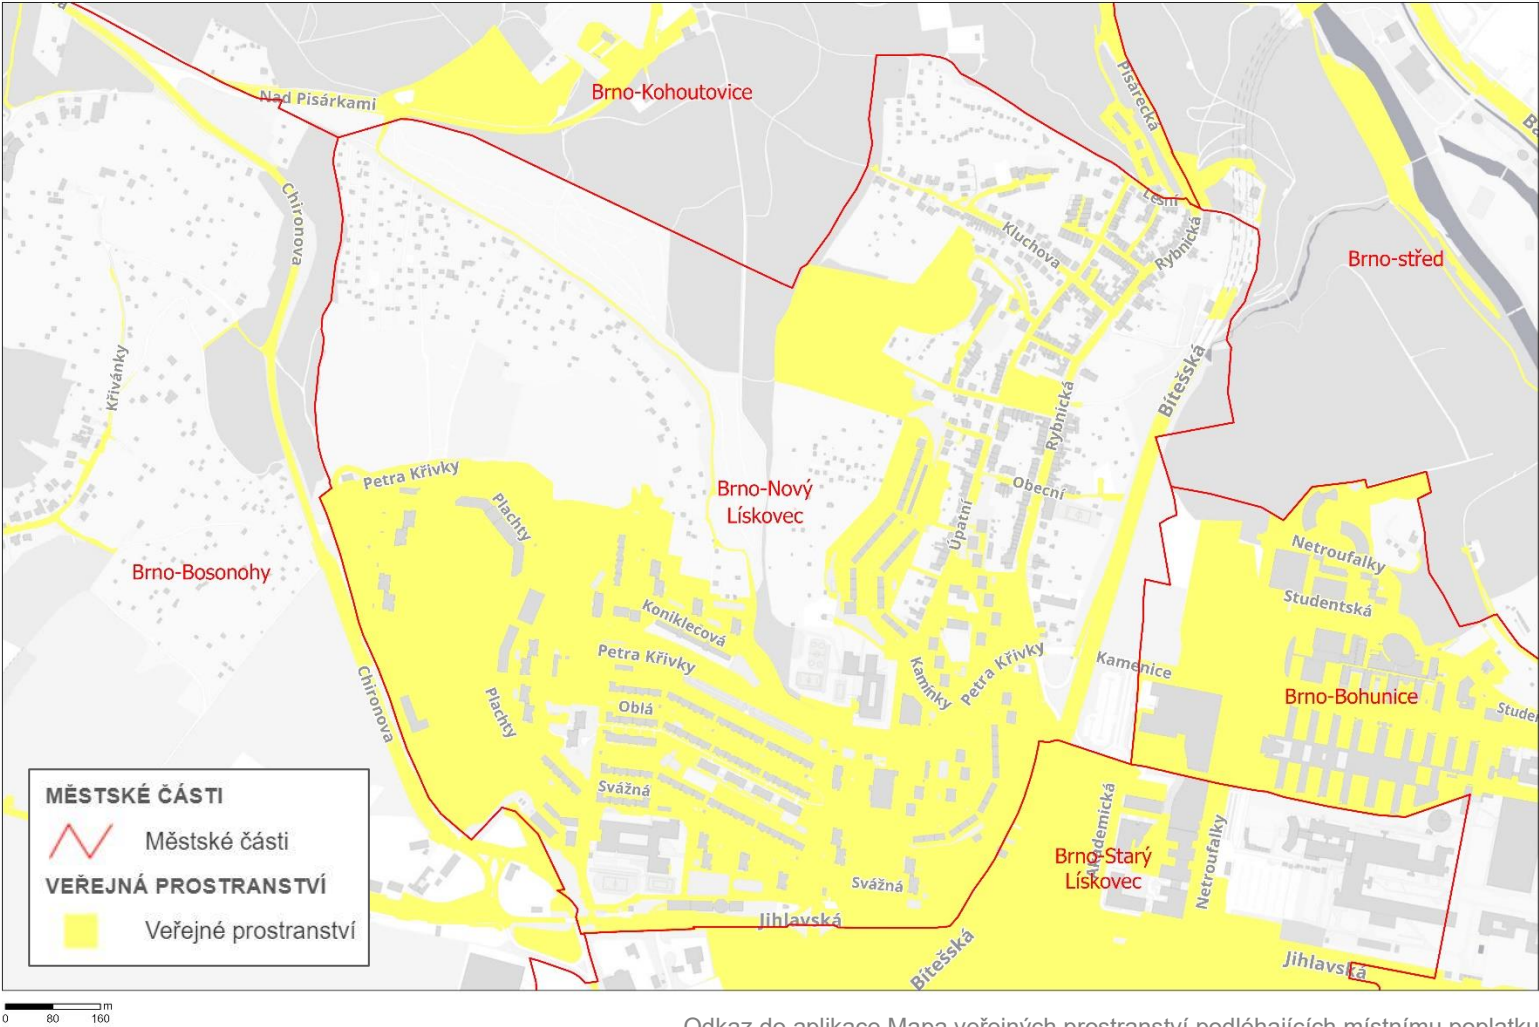 Nad Pisárkami
Brno-Kohoutovice
Pisárecká
Chironova
Lesní
Kluchova
Rybnická
Brno-střed
Křivánky
Bítešská
Rybnická
Petra Křivky
Plachty
Brno-Nový
Lískovec
Obecní
Úpatní
Netroufalky
Brno-Bosonohy
Studentská
Koniklecová
Petra Křivky
Kamínky
Petra Křivky
Kamenice
Brno-Bohunice
Chironova
Plachty
Oblá
Svážná
Akademická
Netroufalky
Brno-Starý
Lískovec
Svážná
Jihlavská
Bítešská
Jihlavská
MĚSTSKÉ ČÁSTI
Městské části
VEŘEJNÁ PROSTRANSTVÍ
Veřejné prostranství
m
0 80 160
Odkaz do aplikace Mapa veřejných prostranství podléhajících místnímu poplatku